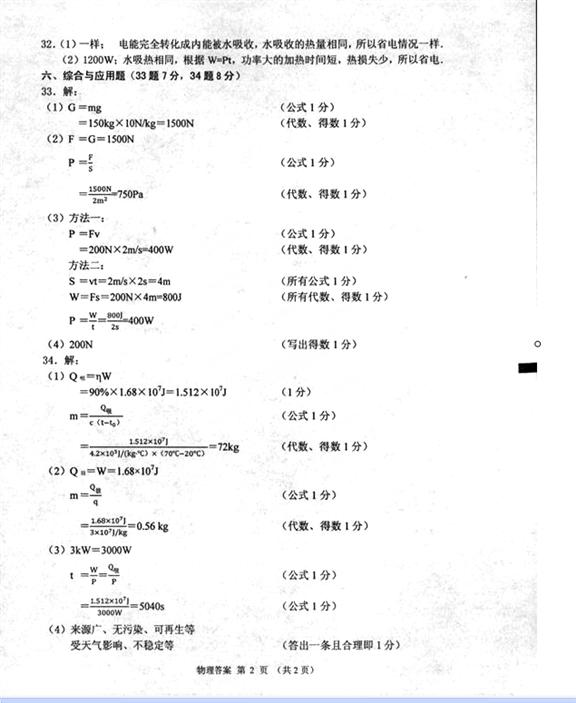 32.(1)一样； 电能完全转化成内能被水吸收，水吸收的热量相同，所以省电情况一样.
(2) 1200W；水吸热相同，根据 W=Pt，功率大的加热时间短，热损失少，所以省电.
六、综合与应用题（33题7分，34题8分）
33. 解：
(1) G=mg （公式1分）
=150kg×10N/kg=1500N （代数、得数1分）
(2) F=G=1500N
P=F/S （公式1分）
=1500N/2m²=750Pa （代数、得数1分）
(3) 方法一：
P=Fv （公式1分）
=200N×2m/s=400W （代数、得数1分）
方法二：
S=vt=2m/s×2s=4m （所有公式1分）
W=Fs=200N×4m=800J （所有代数、得数1分）
P=W/t=800J/2s=400W
(4) 200N （写出得数1分）
34. 解：
(1) Q吸=ηW
=90%×1.68×10⁷J=1.512×10⁷J （1分）
m=Q吸/c（t-t₀） （公式1分）
=1.512×10⁷J/4.2×10³J/(kg·℃)×（70℃-20℃）=72kg （代数、得数1分）
(2) Q=W=1.68×10⁷J
m=Q/q （公式1分）
=1.68×10⁷J/3×10⁷J/kg=0.56 kg （代数、得数1分）
(3) 3kW=3000W
t=W/P=Q吸/P （公式1分）
=1.512×10⁷J/3000W=5040s （公式1分）
(4) 来源广、无污染、可再生等
受天气影响、不稳定等 （答出一条且合理即1分）
物理答案 第 2 页 （共2页）